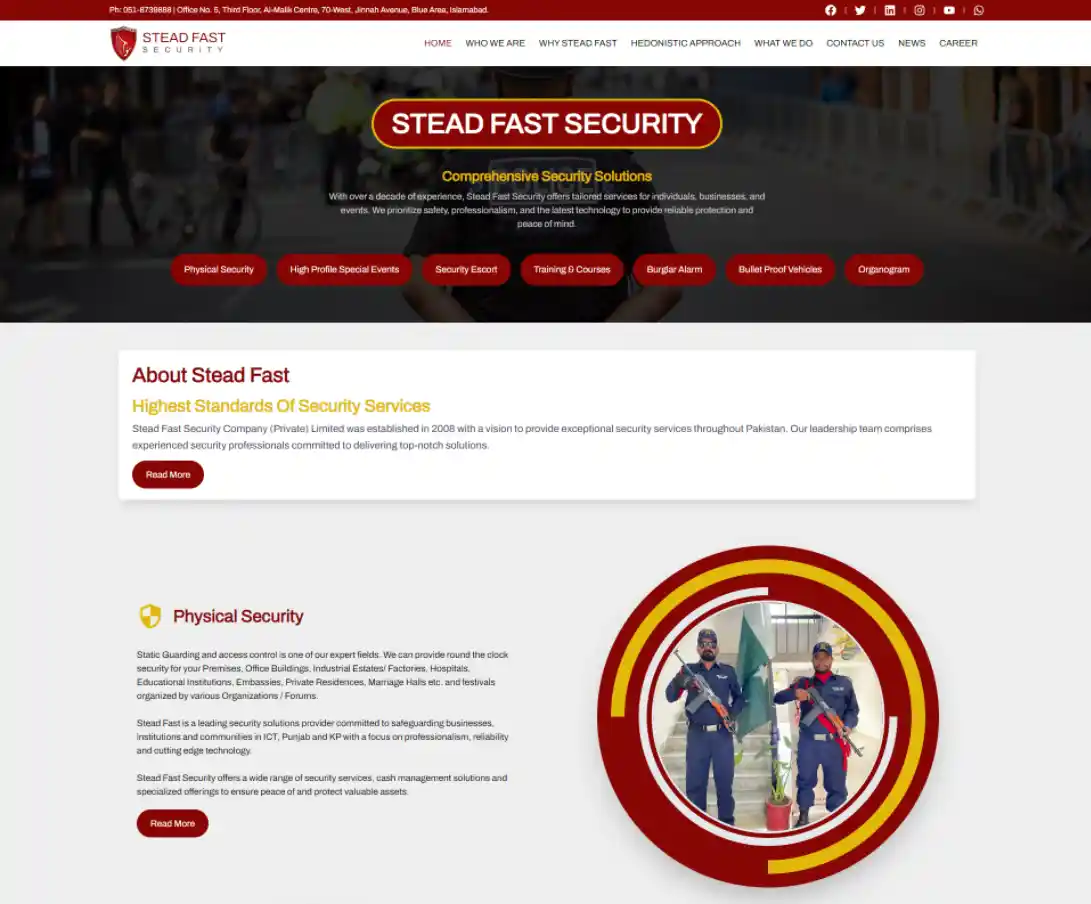 Ph: 051-8739888 | Office No. 5, Third Floor, Al-Malik Centre, 70-West, Jinnah Avenue, Blue Area, Islamabad.
STEAD FAST
SECURITY
HOME WHO WE ARE WHY STEAD FAST HEDONISTIC APPROACH WHAT WE DO CONTACT US NEWS CAREER
STEAD FAST SECURITY
Comprehensive Security Solutions
With over a decade of experience, Stead Fast Security offers tailored services for individuals, businesses, and
events. We prioritize safety, professionalism, and the latest technology to provide reliable protection and
peace of mind.
Physical Security High Profile Special Events Security Escort Training & Courses Burglar Alarm Bullet Proof Vehicles Organogram
About Stead Fast
Highest Standards Of Security Services
Stead Fast Security Company (Private) Limited was established in 2008 with a vision to provide exceptional security services throughout Pakistan. Our leadership team comprises
experienced security professionals committed to delivering top-notch solutions.
Read More
Physical Security
Static Guarding and access control is one of our expert fields. We can provide round the clock
security for your Premises, Office Buildings, Industrial Estates/ Factories, Hospitals,
Educational Institutions, Embassies, Private Residences, Marriage Halls etc. and festivals
organized by various Organizations / Forums.
Stead Fast is a leading security solutions provider committed to safeguarding businesses,
institutions and communities in ICT, Punjab and KP with a focus on professionalism, reliability
and cutting edge technology.
Stead Fast Security offers a wide range of security services, cash management solutions and
specialized offerings to ensure peace of and protect valuable assets.
Read More